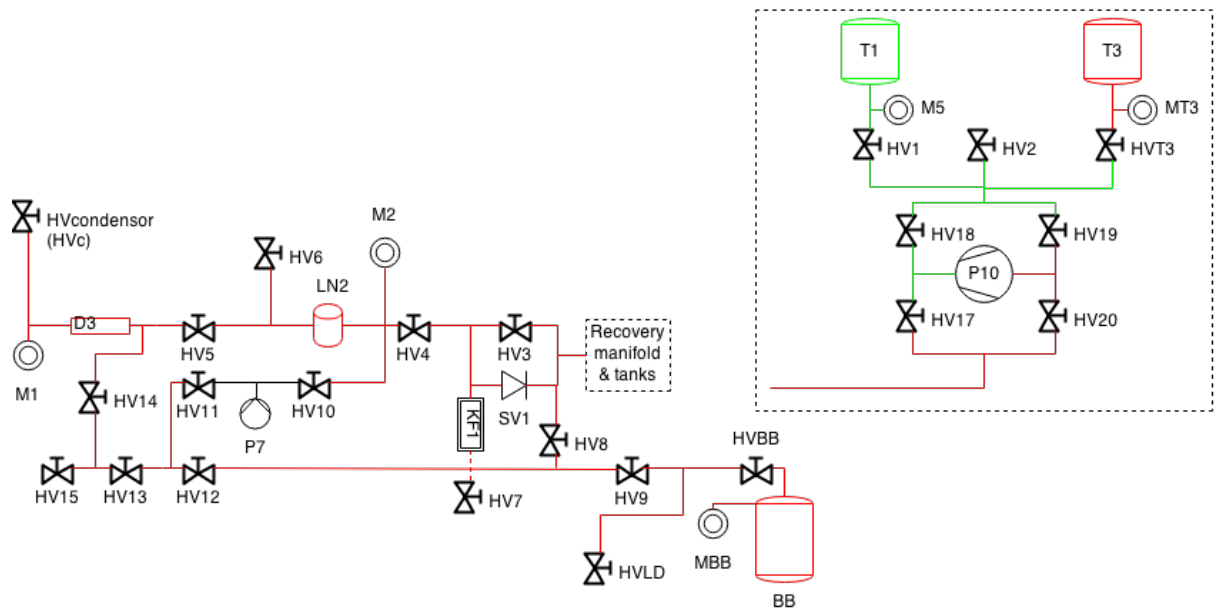 T1
T3
M5
MT3
HV1
HV2
HVT3
HVcondensor
(HVc)
M2
HV6
HV18
HV19
P10
LN2
D3
HV17
HV20
HV5
HV4
HV3
Recovery
manifold
& tanks
M1
HV14
HV11
HV10
P7
KF1
SV1
HV8
HVBB
HV15
HV13
HV12
HV7
HV9
MBB
HVLD
BB